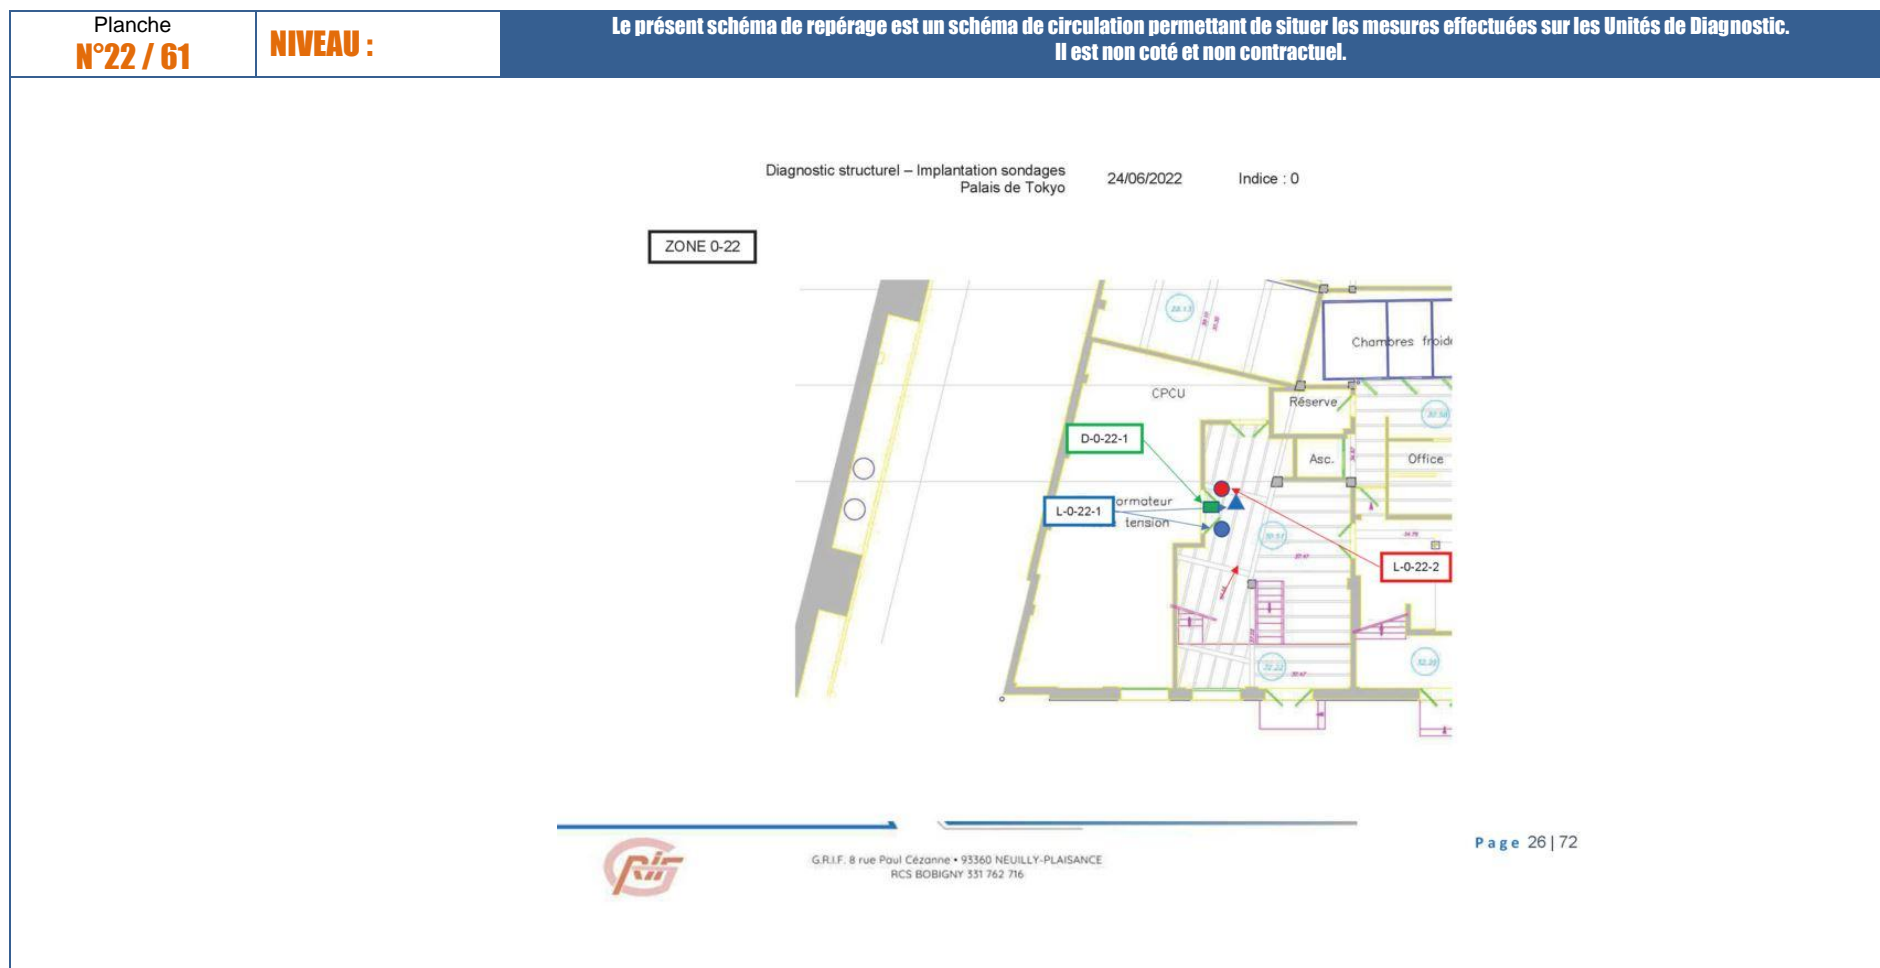 Planche
N°22 / 61
NIVEAU :
Le présent schéma de repérage est un schéma de circulation permettant de situer les mesures effectuées sur les Unités de Diagnostic.
Il est non coté et non contractuel.
Diagnostic structurel – Implantation sondages
Palais de Tokyo
24/06/2022
Indice : 0
ZONE 0-22
Chambres froide
CPCU
Réserve
D-0-22-1
Asc.
Office
L-0-22-1
ormateur
tension
L-0-22-2
G.R.I.F. 8 rue Paul Cézanne • 93360 NEUILLY-PLAISANCE
RCS BOBIGNY 331 762 716
Page 26 | 72